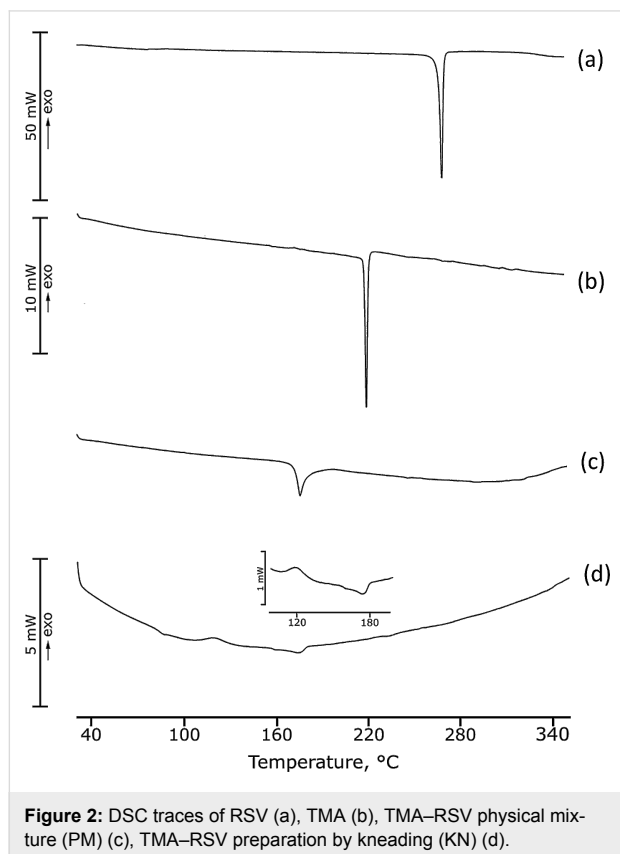 50 mW
exo
(a)
10 mW
exo
(b)
(c)
5 mW
exo
1 mW
120 180
(d)
40 100 160 220 280 340
Temperature, °C
Figure 2: DSC traces of RSV (a), TMA (b), TMA–RSV physical mix-
ture (PM) (c), TMA–RSV preparation by kneading (KN) (d).